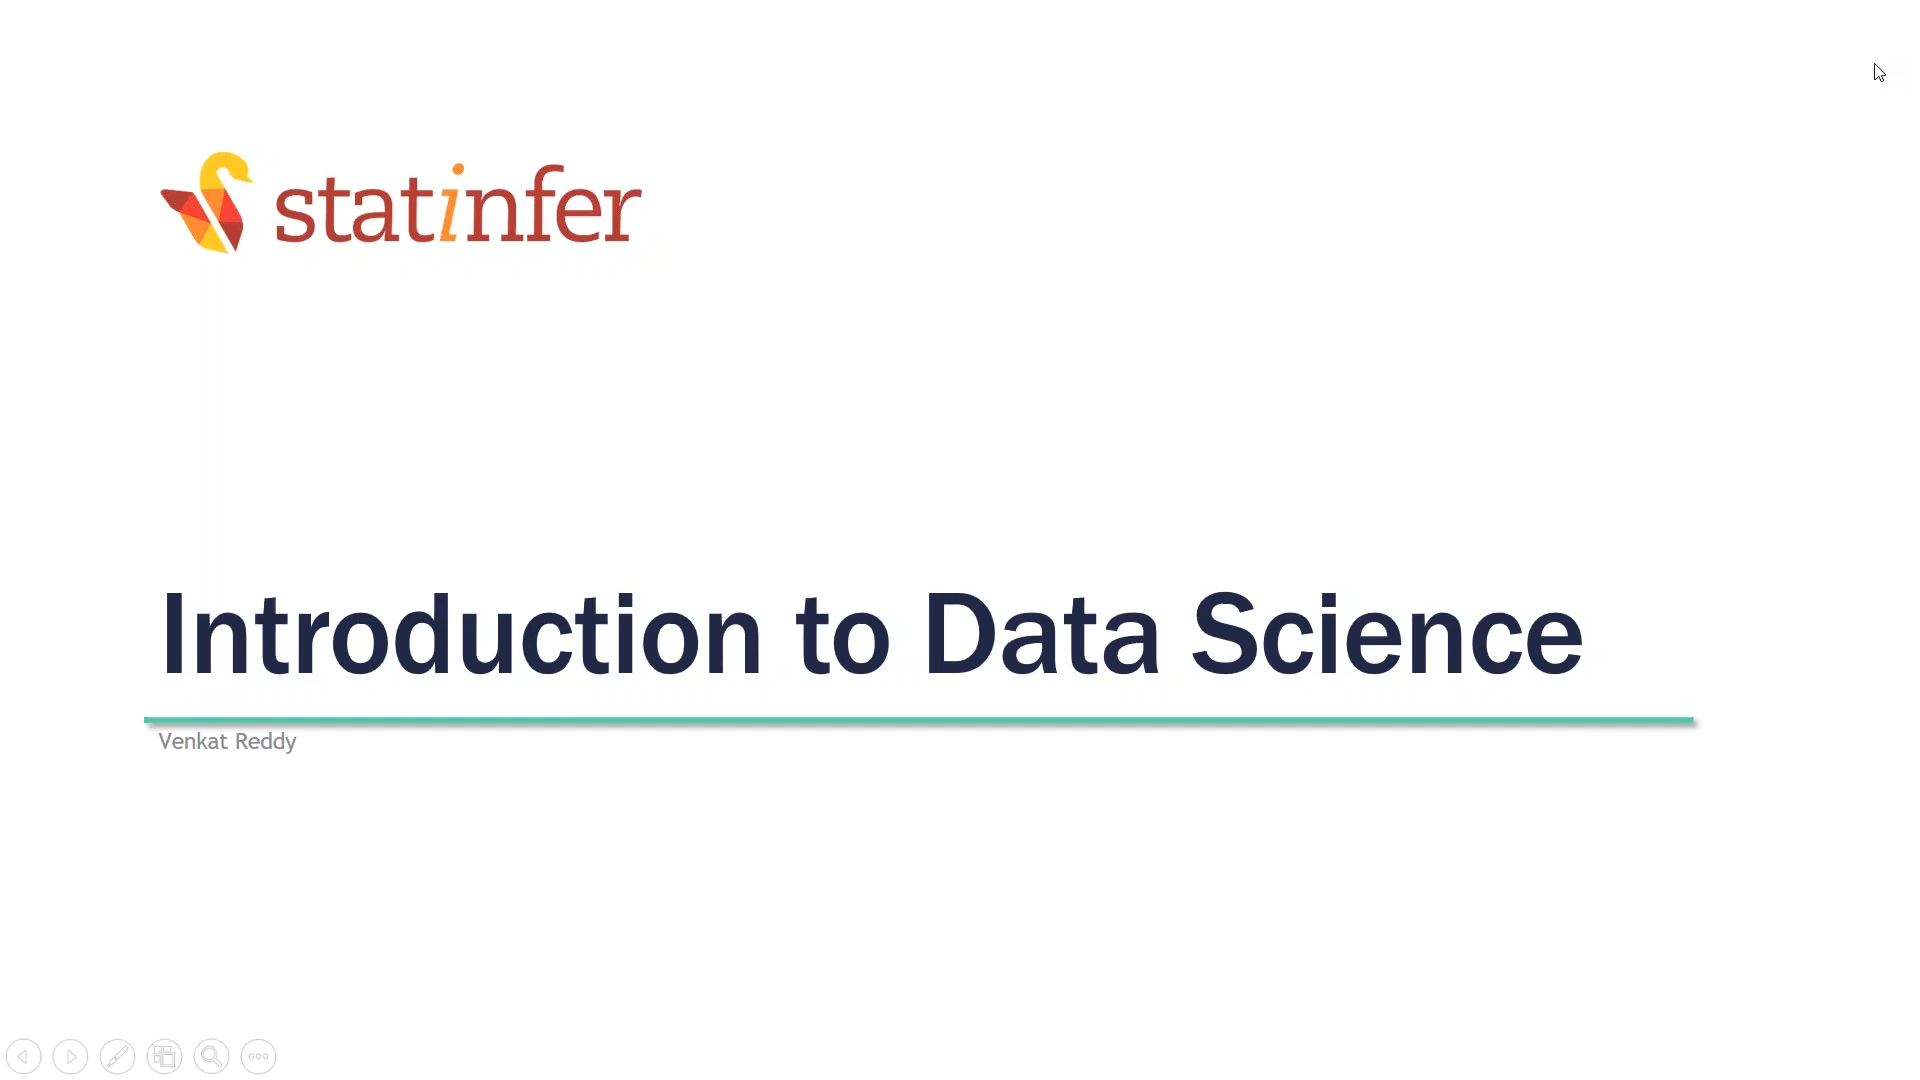 statinfer
Introduction to Data Science
Venkat Reddy